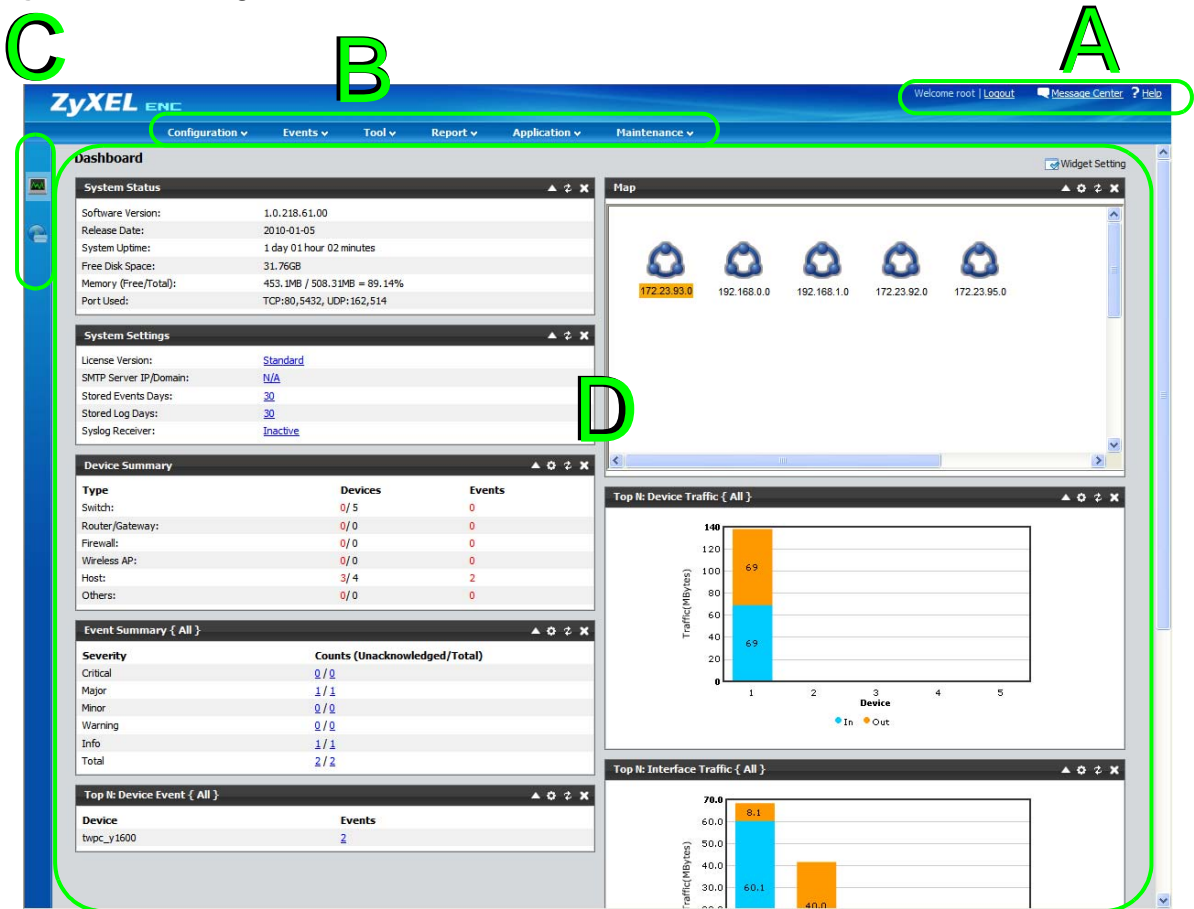 C
B
A
ZyXEL ENC
Welcome root | Logout Message Center ? Help
Configuration Events Tool Report Application Maintenance
Dashboard
Widget Setting
System Status
Software Version: 1.0.218.61.00
Release Date: 2010-01-05
System Uptime: 1 day 01 hour 02 minutes
Free Disk Space: 31.76GB
Memory (Free/Total): 453.1MB / 508.31MB = 89.14%
Port Used: TCP:80,5432, UDP:162,514
System Settings
License Version: Standard
SMTP Server IP/Domain: N/A
Stored Events Days: 30
Stored Log Days: 30
Syslog Receiver: Inactive
Device Summary
Type Devices Events
Switch: 0/ 5 0
Router/Gateway: 0/ 0 0
Firewall: 0/ 0 0
Wireless AP: 0/ 0 0
Host: 3/ 4 2
Others: 0/ 0 0
Event Summary { All }
Severity Counts (Unacknowledged/Total)
Critical 0 / 0
Major 1 / 1
Minor 0 / 0
Warning 0 / 0
Info 1 / 1
Total 2 / 2
Top N: Device Event { All }
Device Events
twpc_y1600 2
Map
172.23.93.0 192.168.0.0 192.168.1.0 172.23.92.0 172.23.95.0
D
Top N: Device Traffic { All }
Traffic(MBytes)
140
120
100
80
60
40
20
0
69
69
1 2 3 4 5
Device
In Out
Top N: Interface Traffic { All }
Traffic(MBytes)
70.0
60.0
50.0
40.0
30.0
8.1
60.1
40.0